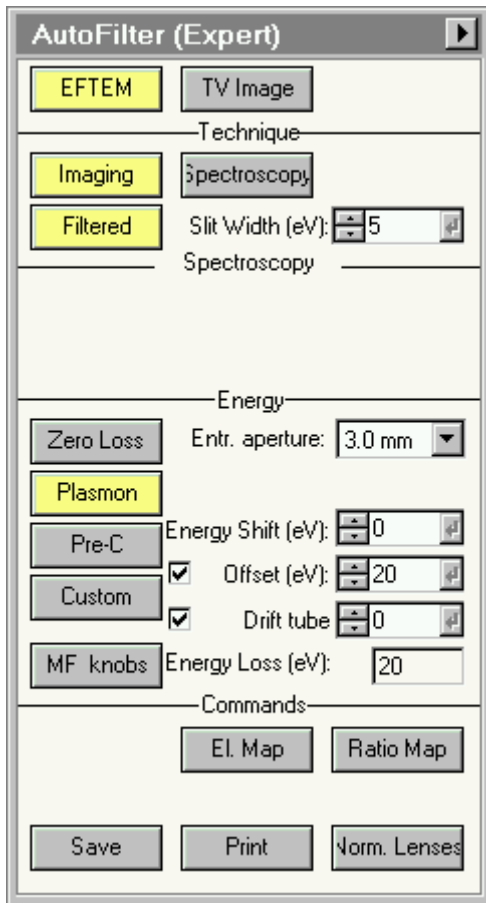 AutoFilter (Expert)
EFTEM TV Image
Technique
Imaging Spectroscopy
Filtered Slit Width (eV): 5
Spectroscopy
Energy
Zero Loss Entr. aperture: 3.0 mm
Plasmon
Energy Shift (eV): 0
Pre-C
Offset (eV): 20
Custom
Drift tube 0
MF knobs Energy Loss (eV): 20
Commands
El. Map Ratio Map
Save Print Norm. Lenses